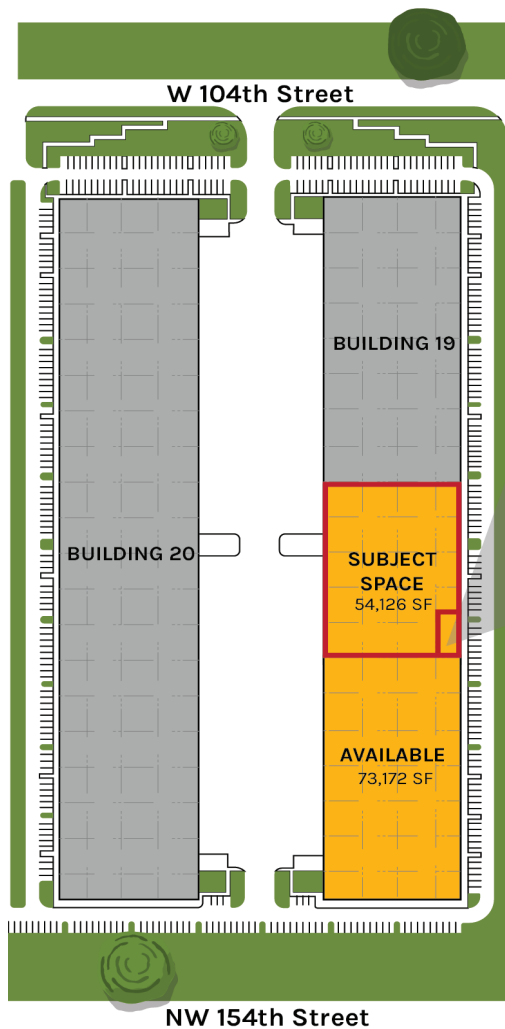 W 104th Street
BUILDING 19
BUILDING 20
SUBJECT
SPACE
54,126 SF
AVAILABLE
73,172 SF
NW 154th Street